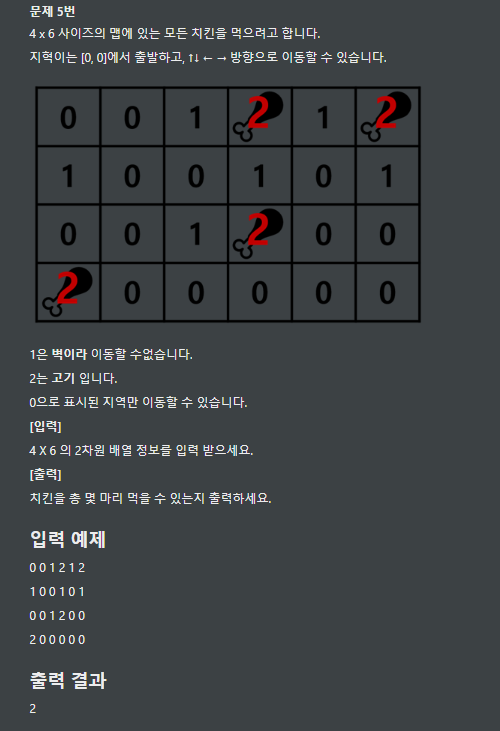 문제 5번
4 x 6 사이즈의 맵에 있는 모든 치킨을 먹으려고 합니다.
지혁이는 [0, 0]에서 출발하고, ↑↓ ← → 방향으로 이동할 수 있습니다.
0 0 1 2 1 2
1 0 0 1 0 1
0 0 1 2 0 0
2 0 0 0 0 0
1은 벽이라 이동할 수없습니다.
2는 고기 입니다.
0으로 표시된 지역만 이동할 수 있습니다.
[입력]
4 X 6 의 2차원 배열 정보를 입력 받으세요.
[출력]
치킨을 총 몇 마리 먹을 수 있는지 출력하세요.
입력 예제
0 0 1 2 1 2
1 0 0 1 0 1
0 0 1 2 0 0
2 0 0 0 0 0
출력 결과
2